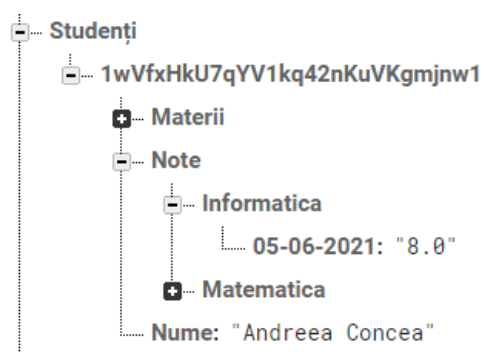 Studenți
1wVfxHkU7qYV1kq42nKuVKgmjnw1
Materii
Note
Informatica
05-06-2021: "8.0"
Matematica
Nume: "Andreea Concea"